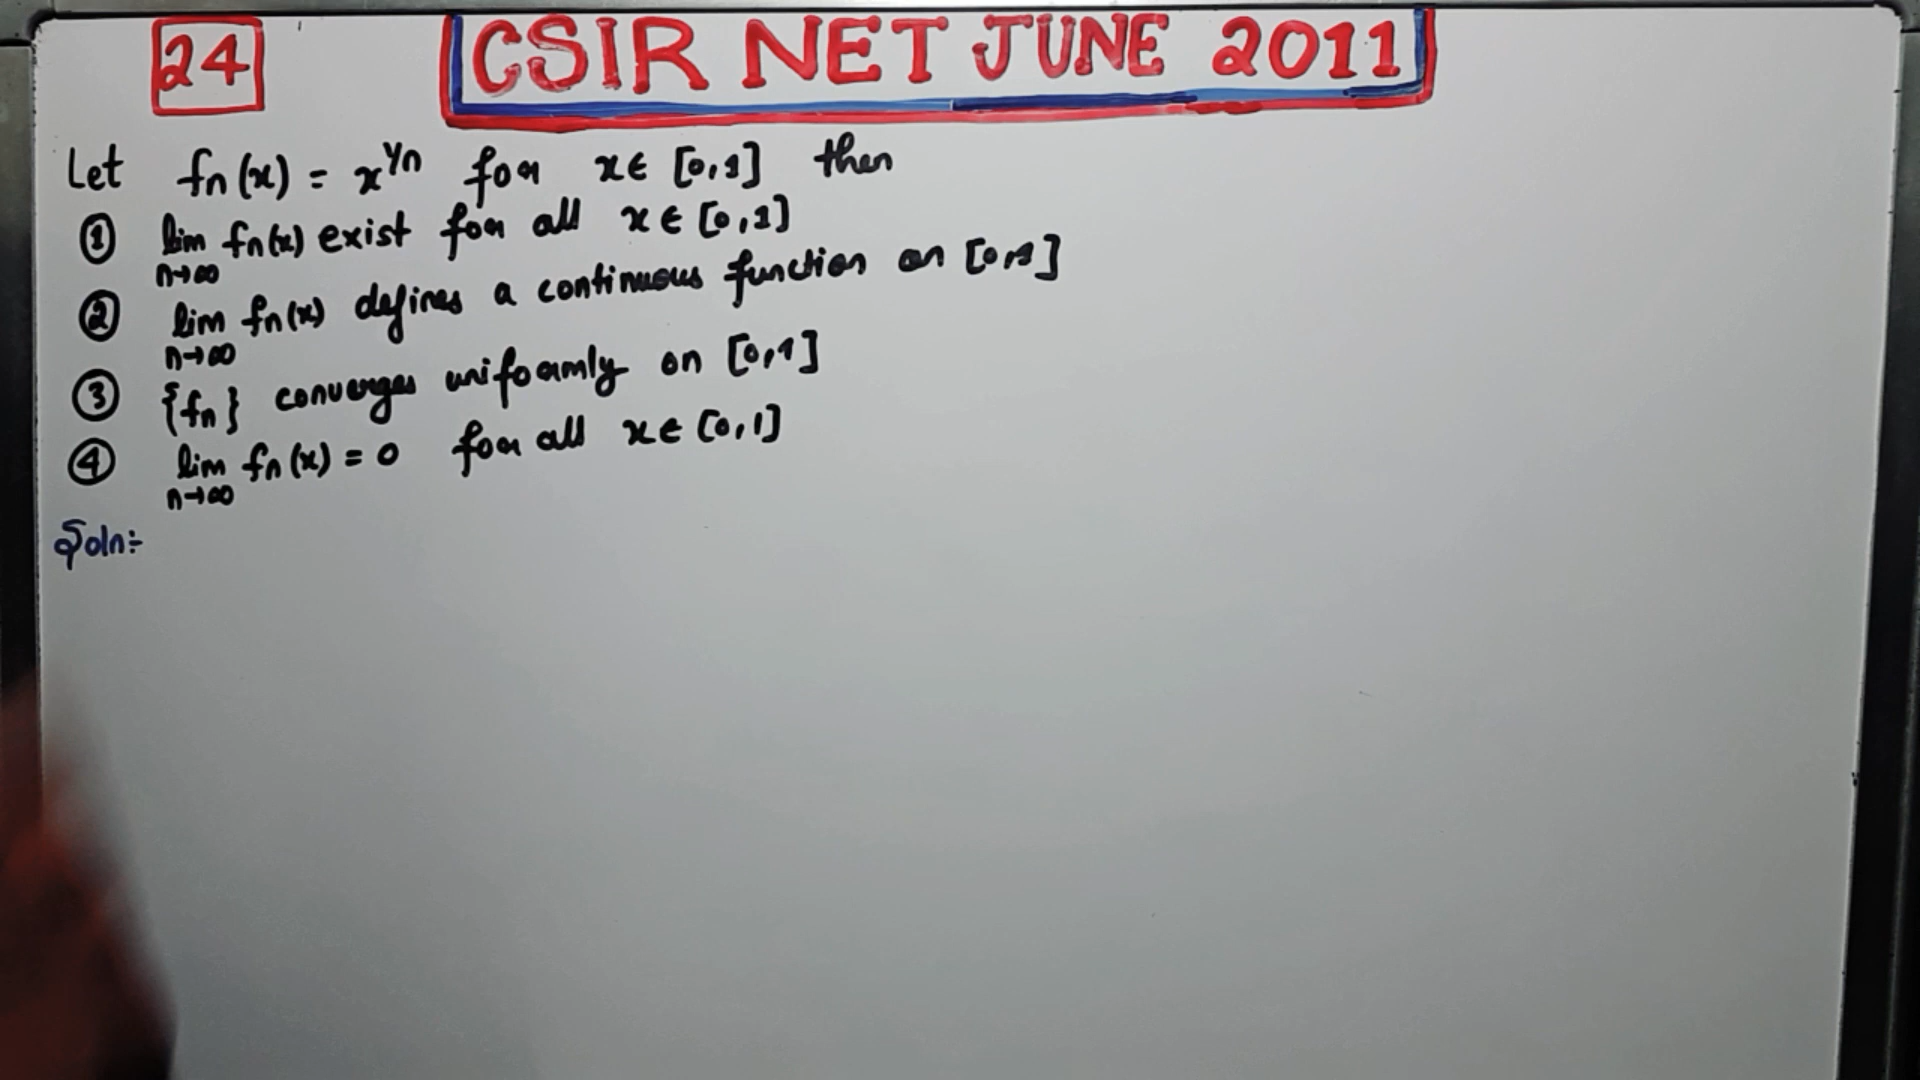 24
CSIR NET JUNE 2011
Let fn(x) = x^1/n for x ∈ [0,1] then
① lim n→∞ fn(x) exist for all x ∈ [0,1]
② lim n→∞ fn(x) defines a continuous function on [0,1]
③ {fn} converges uniformly on [0,1]
④ lim n→∞ fn(x) = 0 for all x ∈ [0,1]
Soln:-